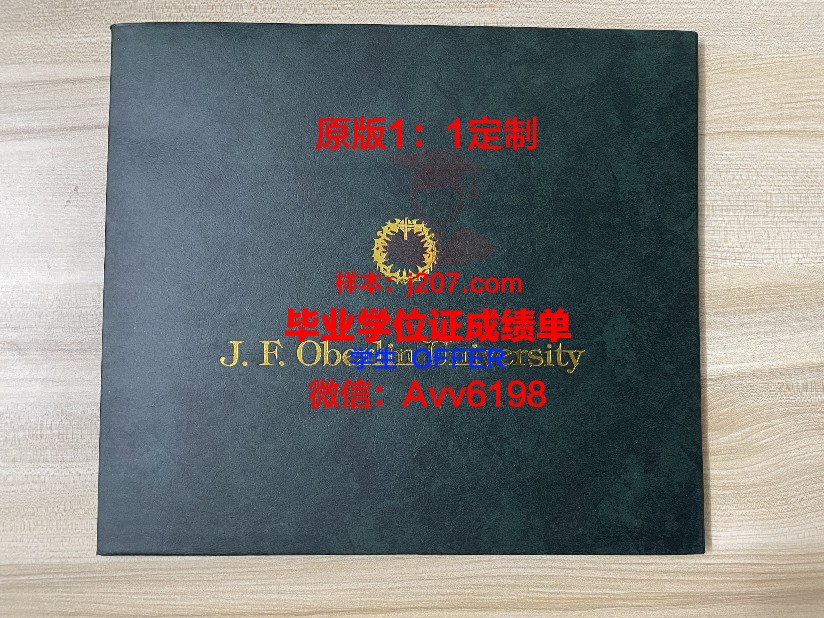 原版1：1定制
样本：j207.com
毕业学位证成绩单
J. F. Oberlin University
学生 OFFER
微信：Avv6198